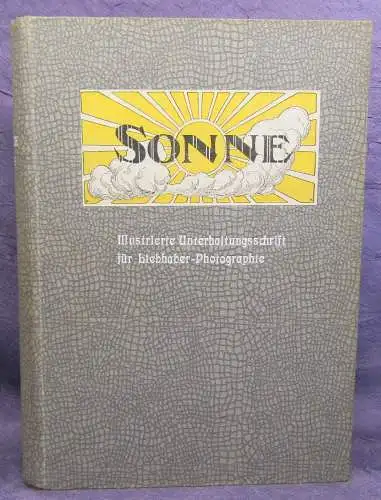 SONNE
Illustrierte Unterhaltungsschrift
für Liebhaber-Photographie